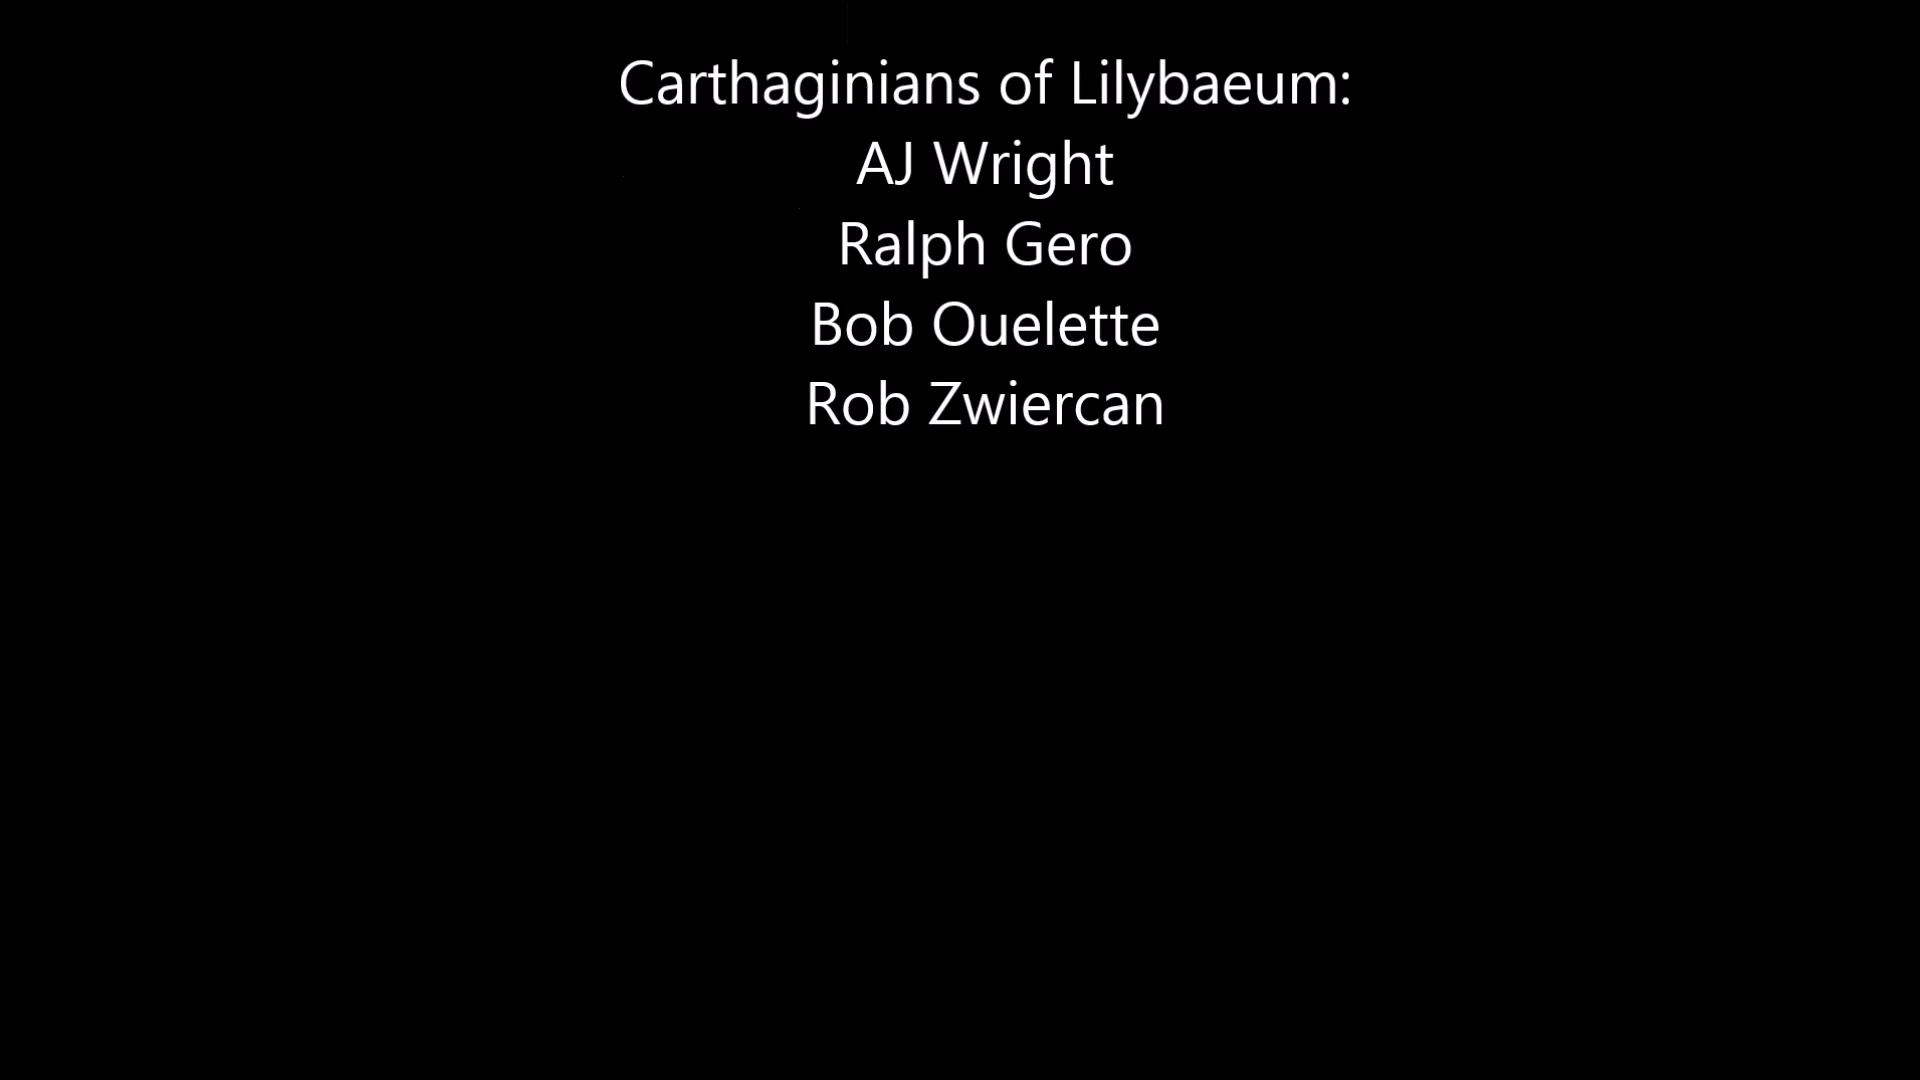 Carthaginians of Lilybaeum:
AJ Wright
Ralph Gero
Bob Ouelette
Rob Zwiercan